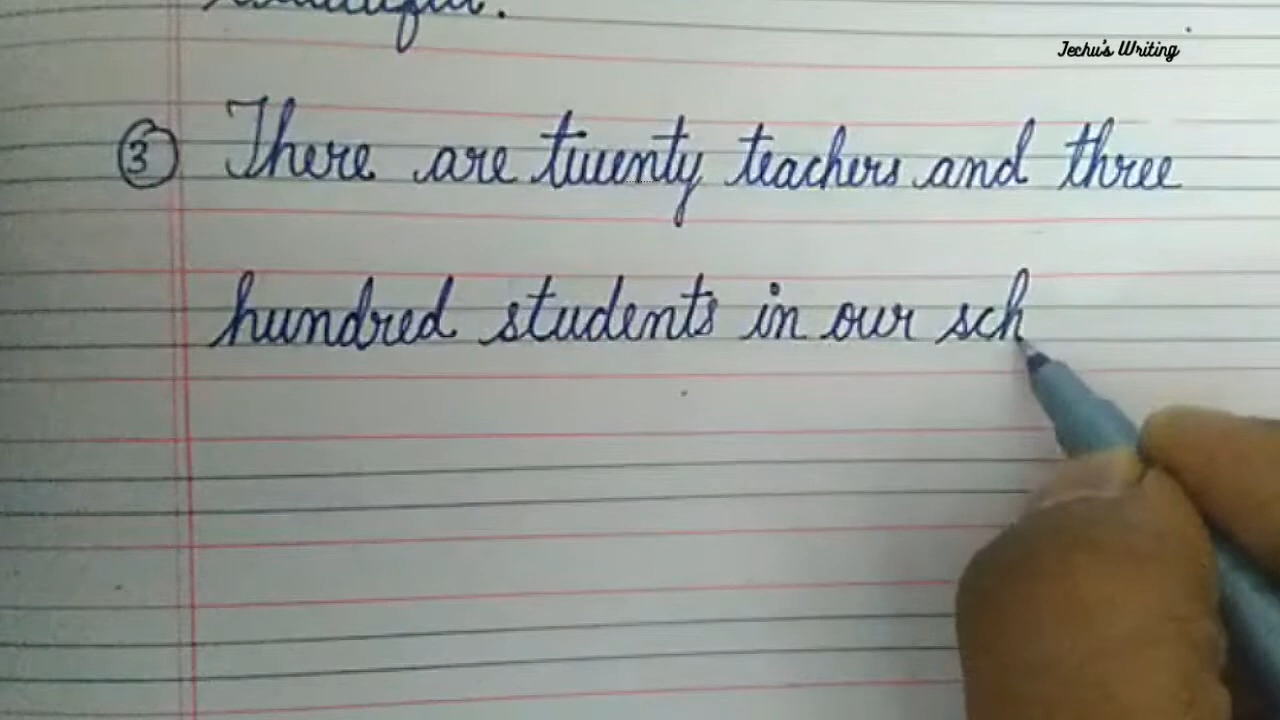 Jechu's Writing
③ There are twenty teachers and three
hundred students in our sch